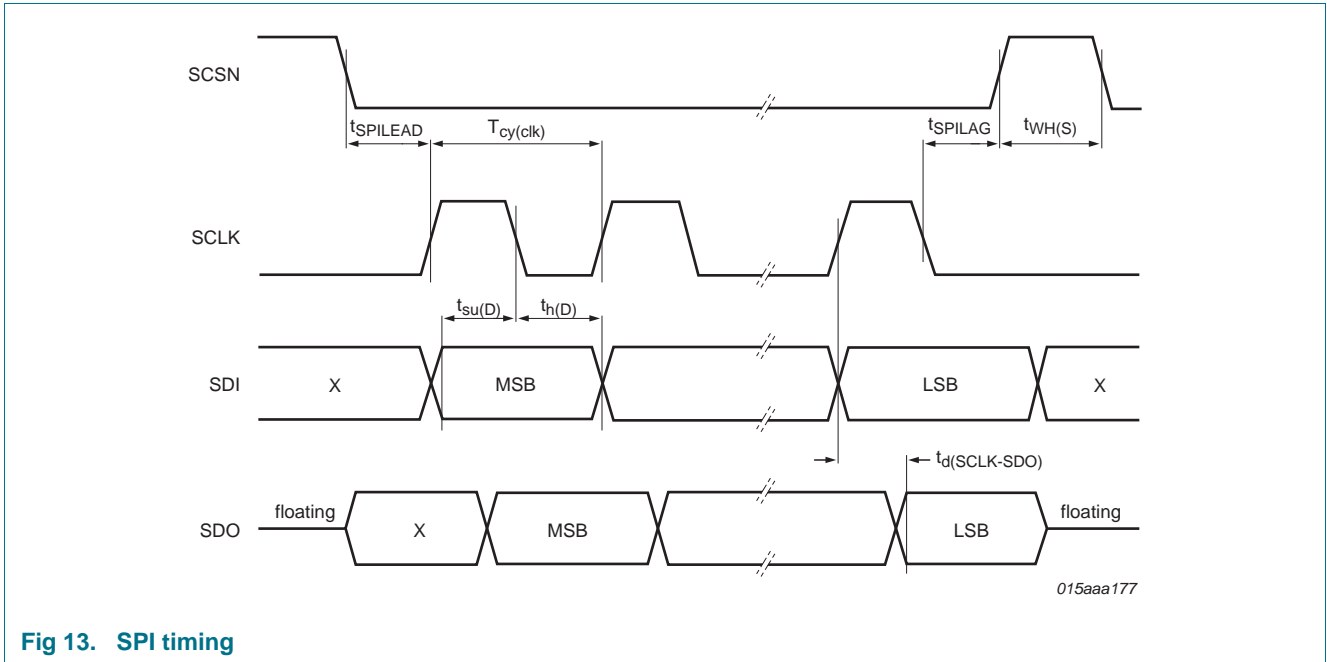 SCSN
tSPILEAD
Tcy(clk)
tSPILAG
tWH(S)
SCLK
tsu(D)
th(D)
SDI
X
MSB
LSB
X
td(SCLK-SDO)
SDO
floating
X
MSB
LSB
floating
015aaa177
Fig 13. SPI timing